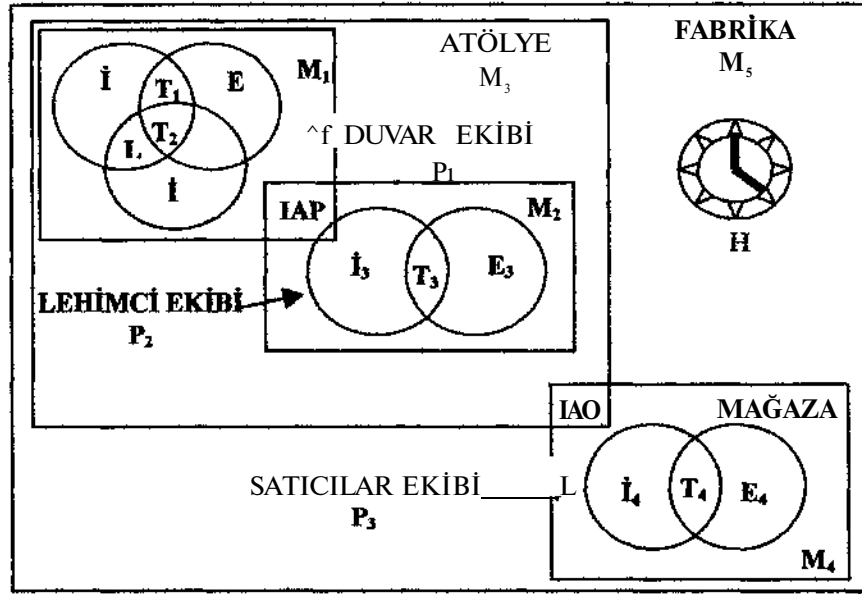 ATÖLYE
M₃
FABRİKA
M₅
İ
T₁
E
M₁
T₂
İ
^f DUVAR EKİBİ
P₁
IAP
M₂
İ₃
T₃
E₃
H
LEHİMCİ EKİBİ
P₂
IAO
MAĞAZA
SATICILAR EKİBİ
L
P₃
İ₄
T₄
E₄
M₄